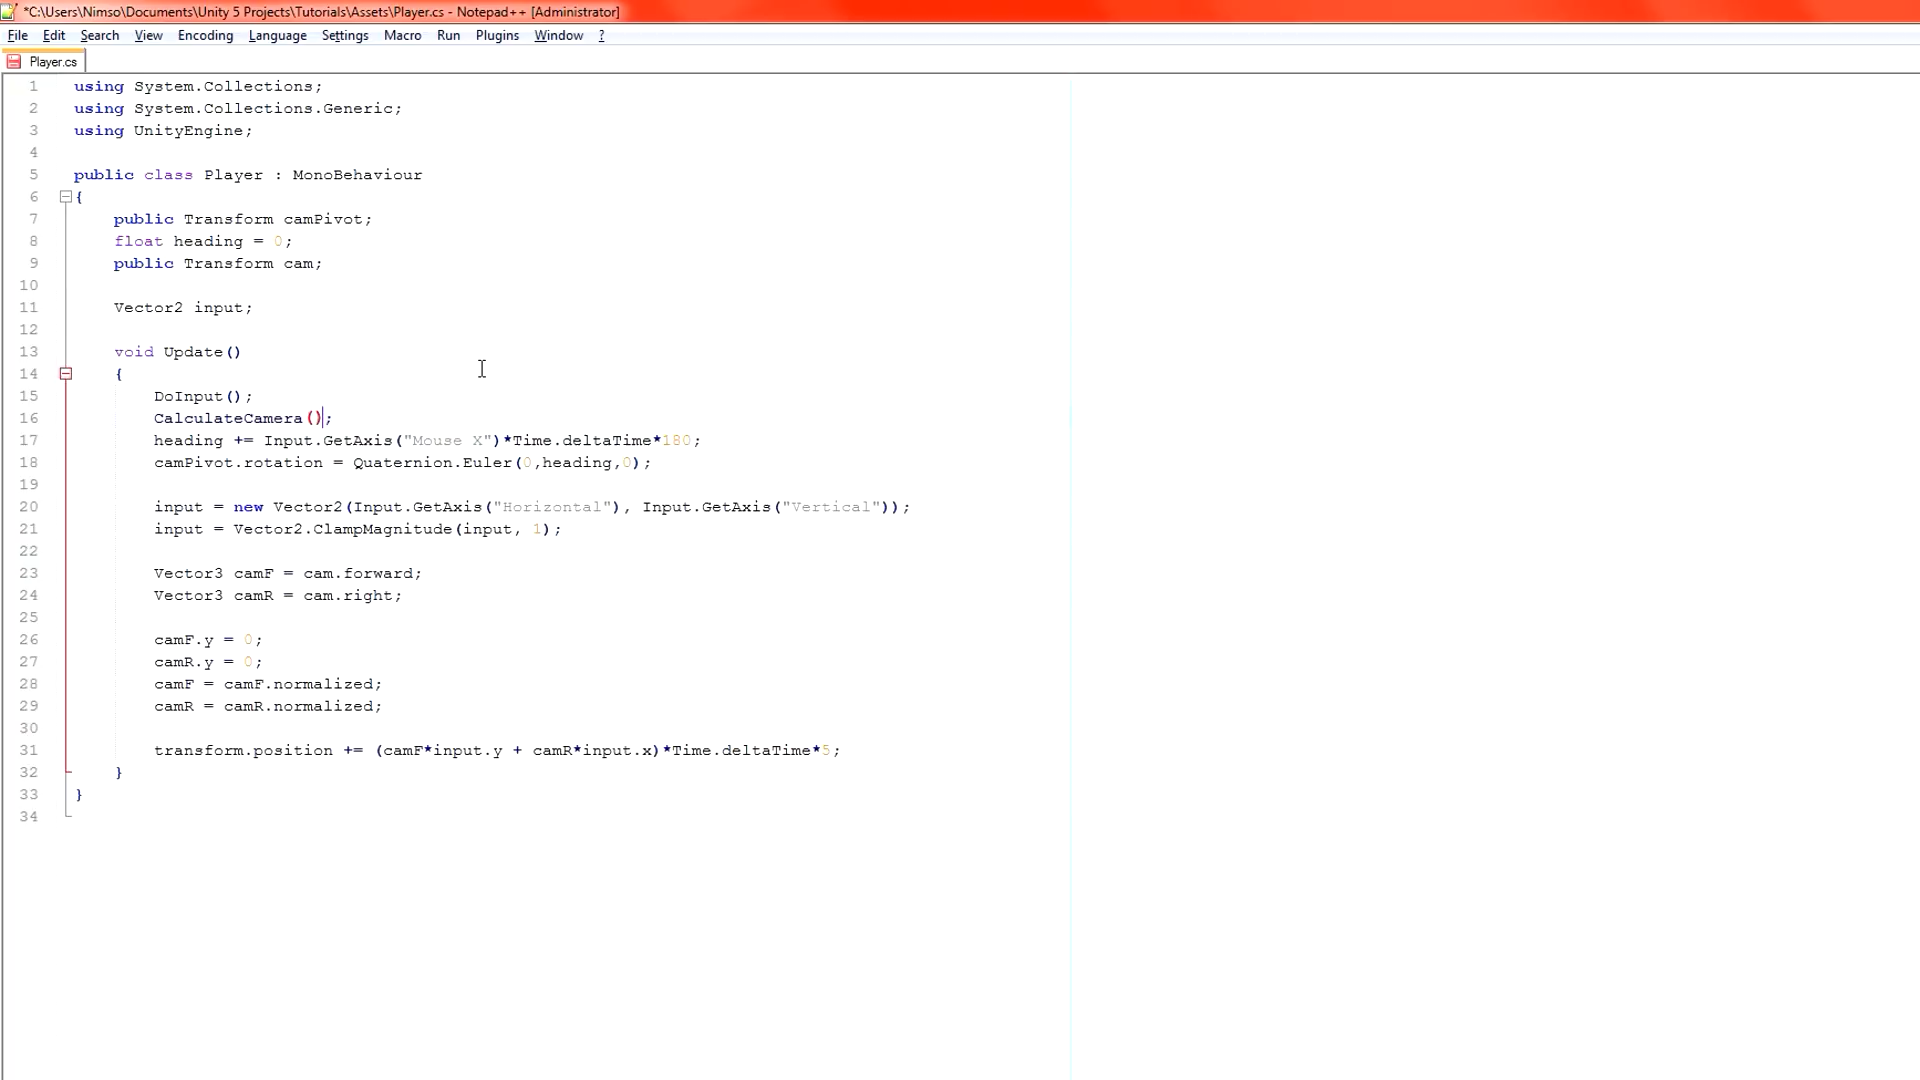 *C:\Users\Nimso\Documents\Unity 5 Projects\Tutorials\Assets\Player.cs - Notepad++ [Administrator]
File Edit Search View Encoding Language Settings Macro Run Plugins Window ?
Player.cs
1 using System.Collections;
2 using System.Collections.Generic;
3 using UnityEngine;
4
5 public class Player : MonoBehaviour
6 {
7 public Transform camPivot;
8 float heading = 0;
9 public Transform cam;
10
11 Vector2 input;
12
13 void Update()
14 {
15 DoInput();
16 CalculateCamera();
17 heading += Input.GetAxis("Mouse X")*Time.deltaTime*180;
18 camPivot.rotation = Quaternion.Euler(0,heading,0);
19
20 input = new Vector2(Input.GetAxis("Horizontal"), Input.GetAxis("Vertical"));
21 input = Vector2.ClampMagnitude(input, 1);
22
23 Vector3 camF = cam.forward;
24 Vector3 camR = cam.right;
25
26 camF.y = 0;
27 camR.y = 0;
28 camF = camF.normalized;
29 camR = camR.normalized;
30
31 transform.position += (camF*input.y + camR*input.x)*Time.deltaTime*5;
32 }
33 }
34